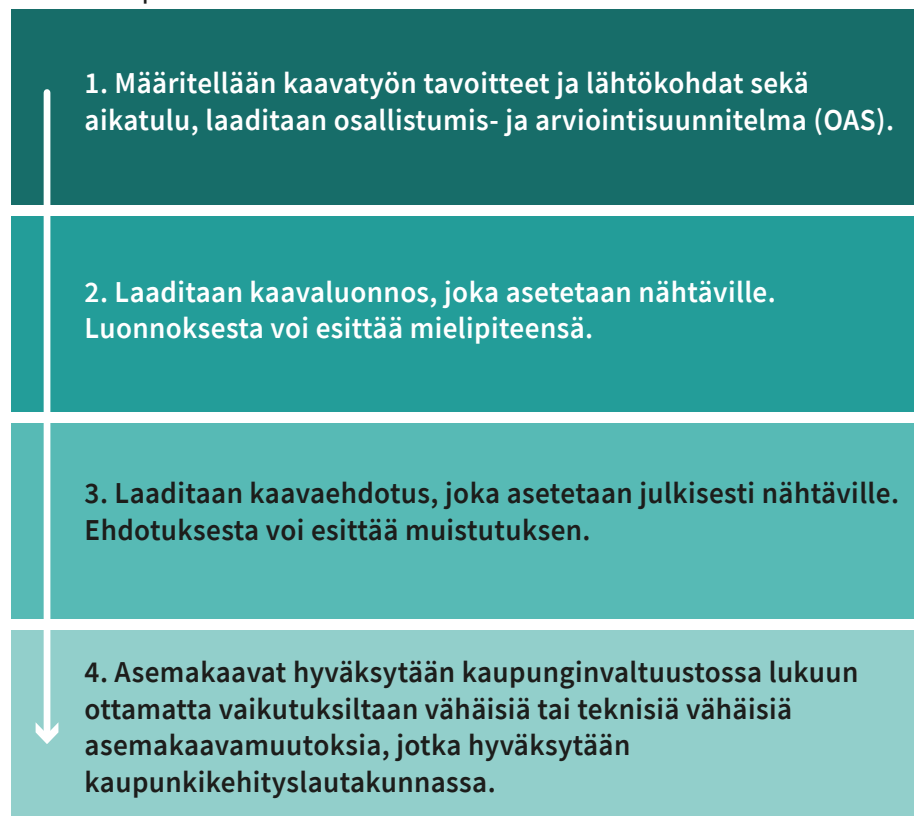 1. Määritellään kaavatyön tavoitteet ja lähtökohdat sekä
aikatulu, laaditaan osallistumis- ja arviointisuunnitelma (OAS).
2. Laaditaan kaavaluonnos, joka asetetaan nähtäville.
Luonnoksesta voi esittää mielipiteensä.
3. Laaditaan kaavaehdotus, joka asetetaan julkisesti nähtäville.
Ehdotuksesta voi esittää muistutuksen.
4. Asemakaavat hyväksytään kaupunginvaltuustossa lukuun
ottamatta vaikutuksiltaan vähäisiä tai teknisiä vähäisiä
asemakaavamuutoksia, jotka hyväksytään
kaupunkikehityslautakunnassa.